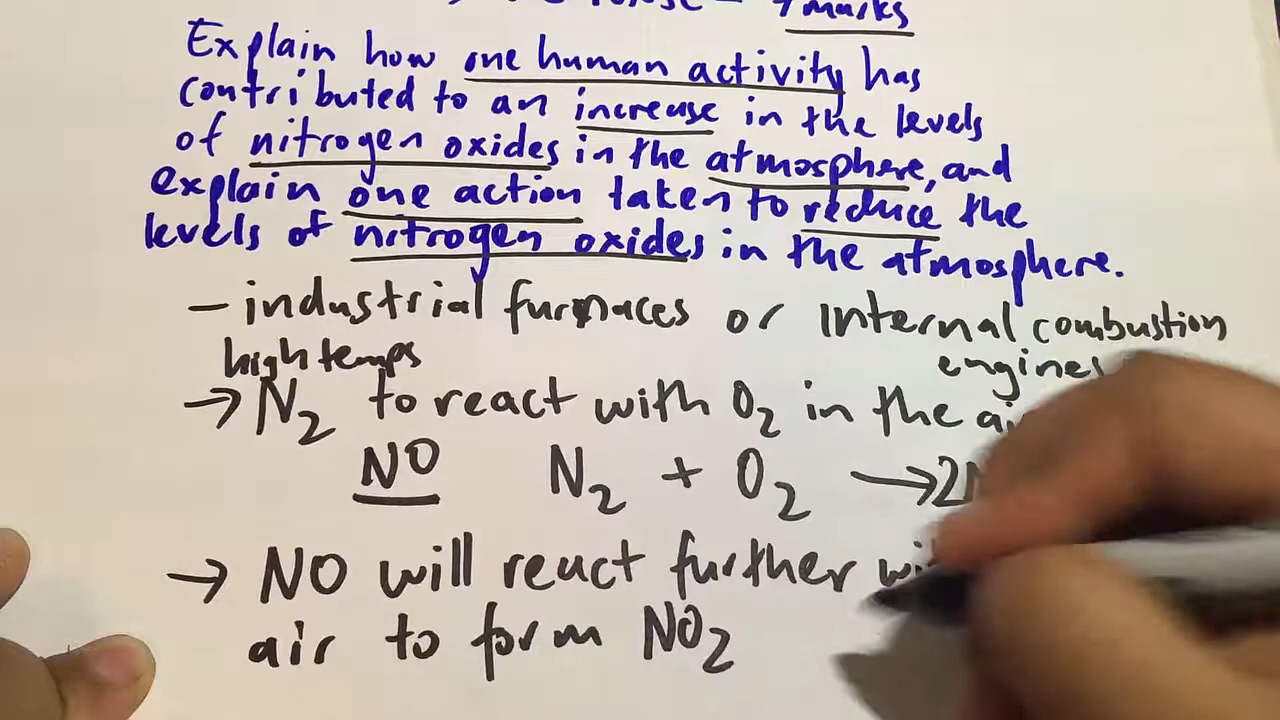 4 marks
Explain how one human activity has
contributed to an increase in the levels
of nitrogen oxides in the atmosphere, and
explain one action taken to reduce the
levels of nitrogen oxides in the atmosphere.
- industrial furnaces or internal combustion
engines
high temps
→ N2 to react with O2 in the
NO N2 + O2 → 2
→ NO will react further
air to form NO2